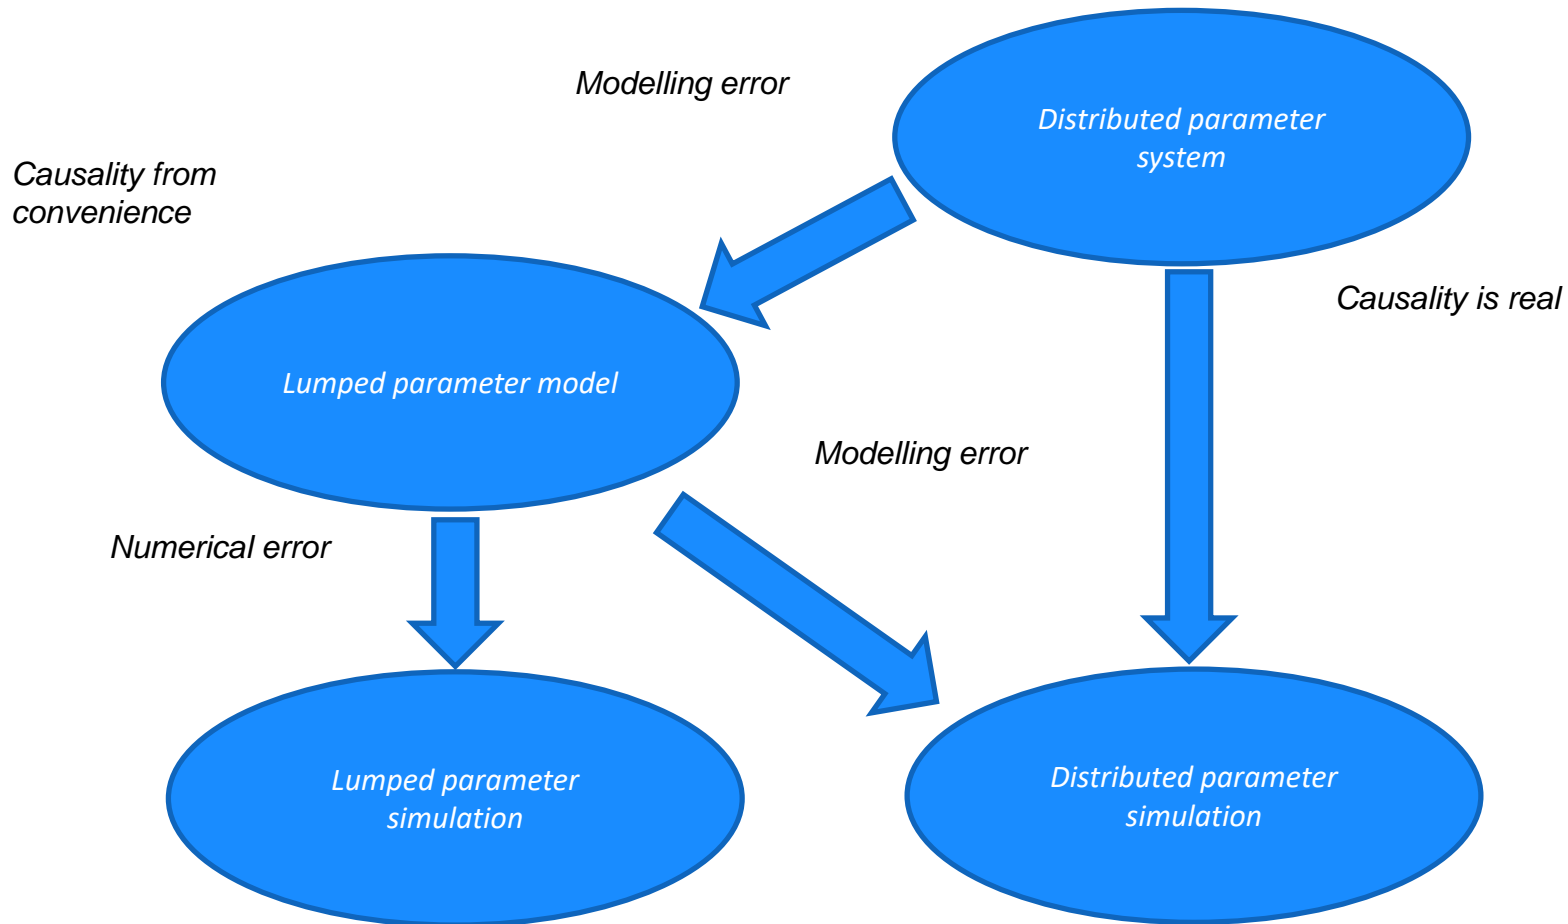 Modelling error
Distributed parameter
system
Causality from
convenience
Causality is real
Lumped parameter model
Modelling error
Numerical error
Lumped parameter
simulation
Distributed parameter
simulation